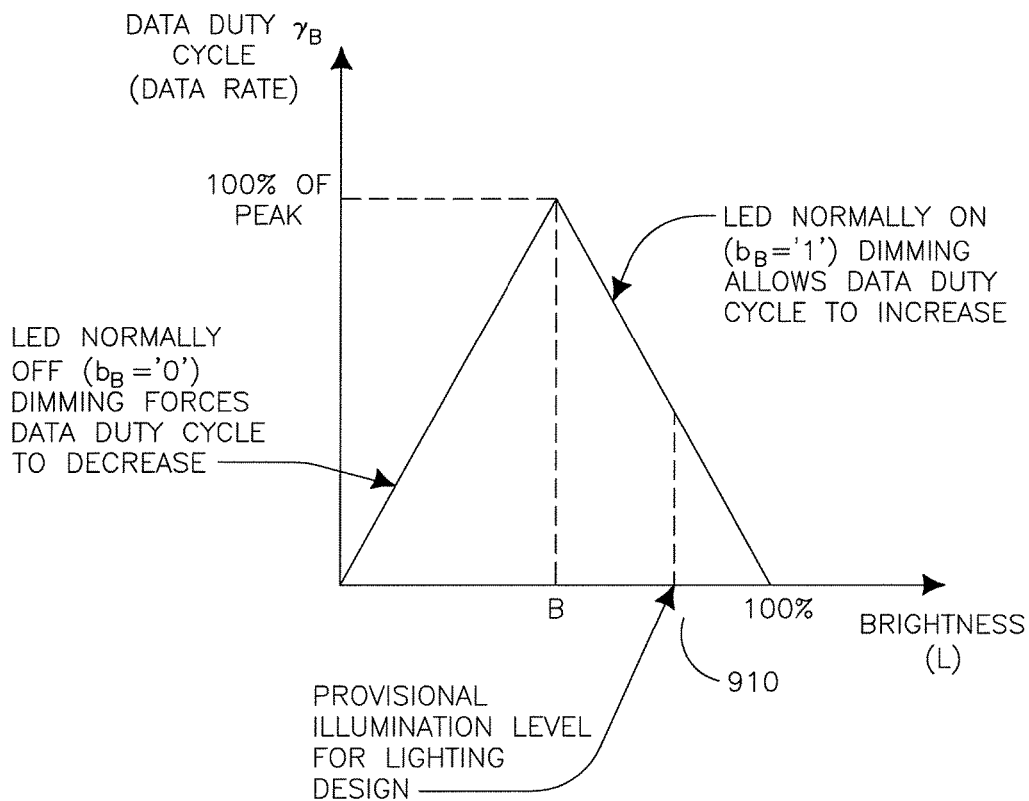 DATA DUTY γB
CYCLE
(DATA RATE)
100% OF
PEAK
LED NORMALLY ON
(bB='1') DIMMING
ALLOWS DATA DUTY
CYCLE TO INCREASE
LED NORMALLY
OFF (bB='0')
DIMMING FORCES
DATA DUTY CYCLE
TO DECREASE
B
100%
BRIGHTNESS
(L)
910
PROVISIONAL
ILLUMINATION LEVEL
FOR LIGHTING
DESIGN